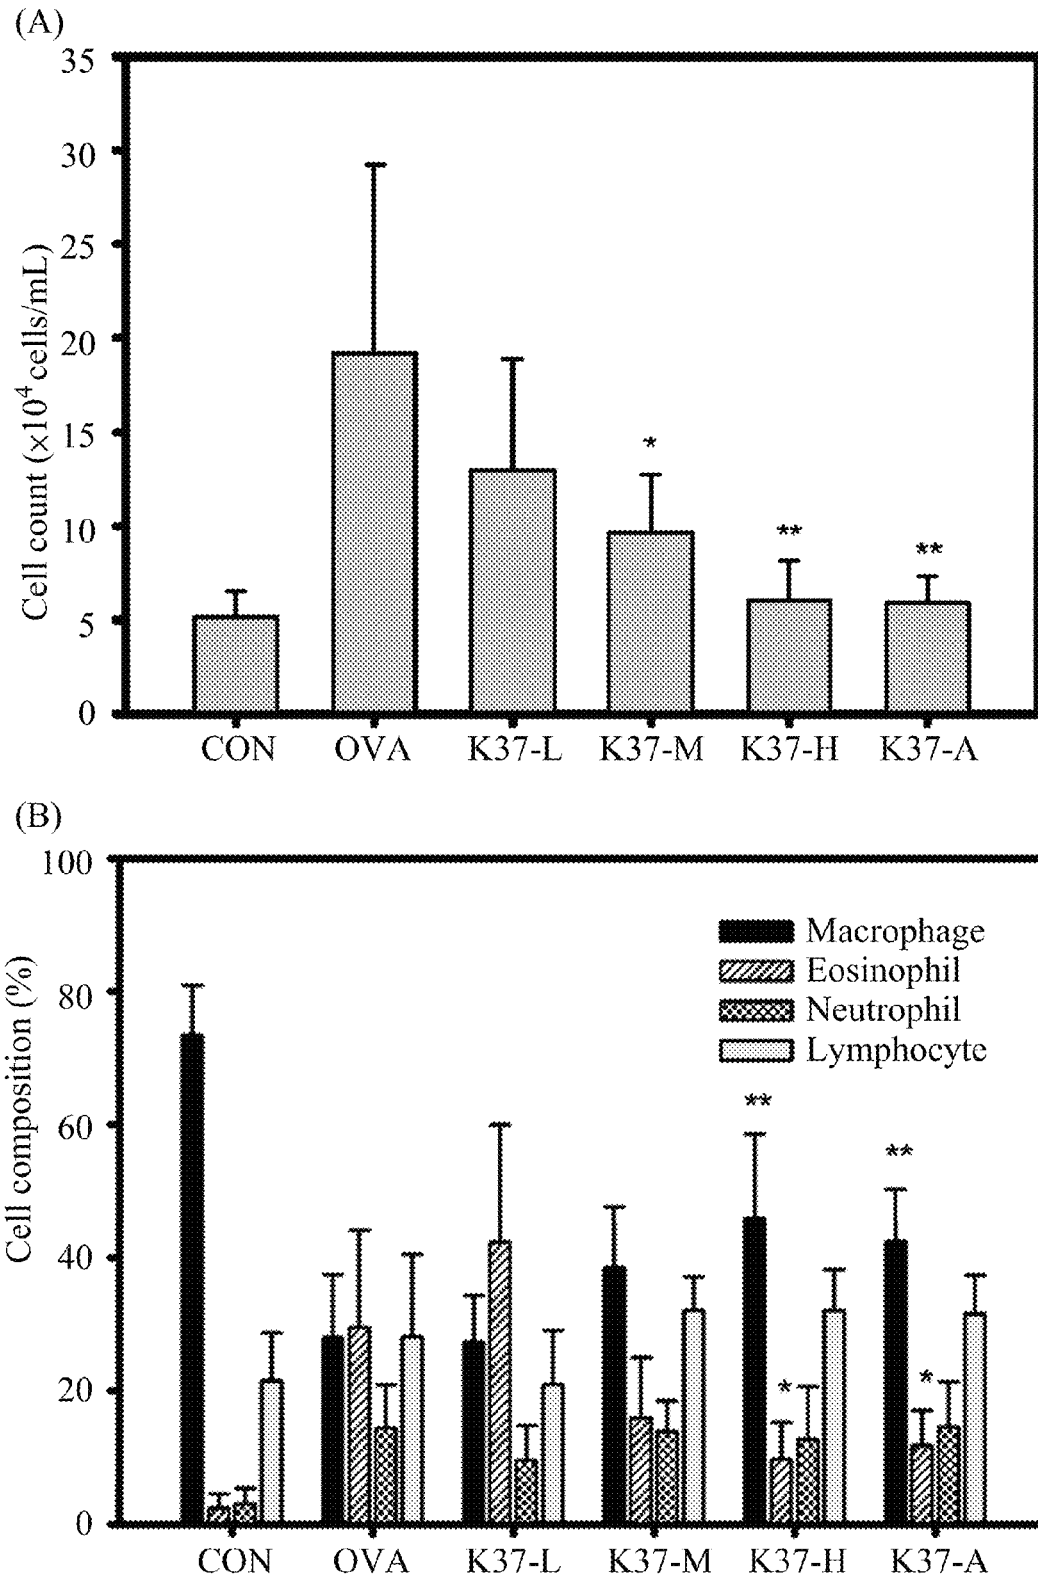 (A)
35
30
25
20
15
10
5
0
Cell count (x10⁴ cells/mL)
*
**
**
CON OVA K37-L K37-M K37-H K37-A
(B)
100
80
60
40
20
0
Cell composition (%)
Macrophage
Eosinophil
Neutrophil
Lymphocyte
**
**
*
*
CON OVA K37-L K37-M K37-H K37-A